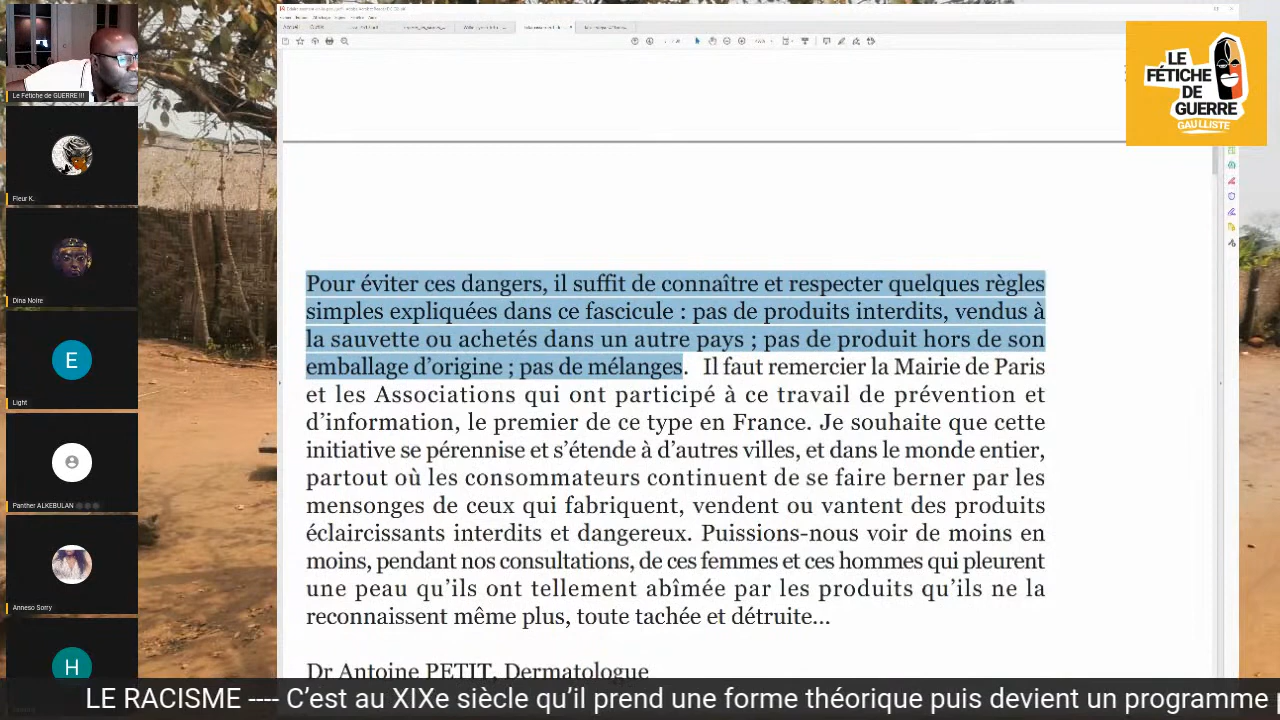 Le Fétiche de GUERRE !!!
Fleur K.
Dina Noire
E
Light
Panther ALKEBULAN
Anneso Sorry
H
LE
FÉTICHE
DE
GUERRE
GAULLISTE
Pour éviter ces dangers, il suffit de connaître et respecter quelques règles
simples expliquées dans ce fascicule : pas de produits interdits, vendus à
la sauvette ou achetés dans un autre pays ; pas de produit hors de son
emballage d'origine ; pas de mélanges. Il faut remercier la Mairie de Paris
et les Associations qui ont participé à ce travail de prévention et
d'information, le premier de ce type en France. Je souhaite que cette
initiative se pérennise et s'étende à d'autres villes, et dans le monde entier,
partout où les consommateurs continuent de se faire berner par les
mensonges de ceux qui fabriquent, vendent ou vantent des produits
éclaircissants interdits et dangereux. Puissions-nous voir de moins en
moins, pendant nos consultations, de ces femmes et ces hommes qui pleurent
une peau qu'ils ont tellement abîmée par les produits qu'ils ne la
reconnaissent même plus, toute tachée et détruite...
Dr Antoine PETIT, Dermatologue
LE RACISME ---- C'est au XIXe siècle qu'il prend une forme théorique puis devient un programme